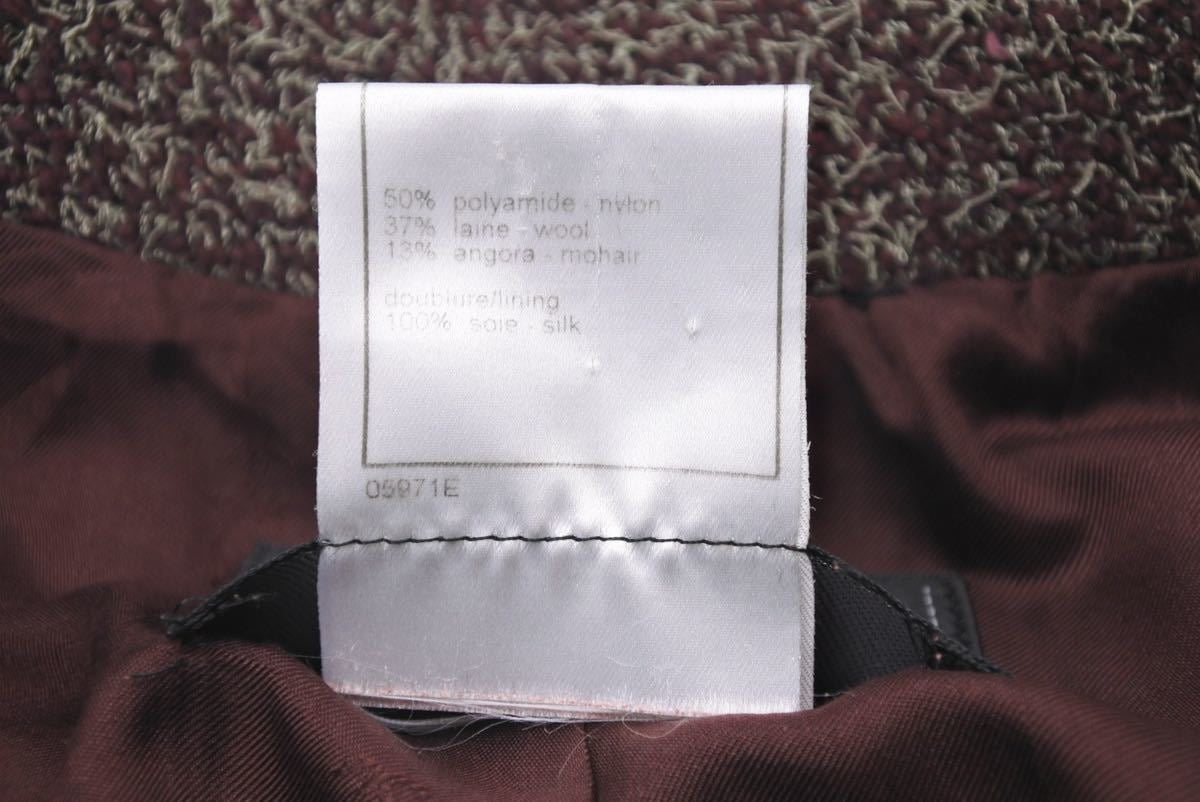 50% polyamide - nylon
37% laine - wool
13% angora - mohair
doublure/lining
100% soie - silk
05971E